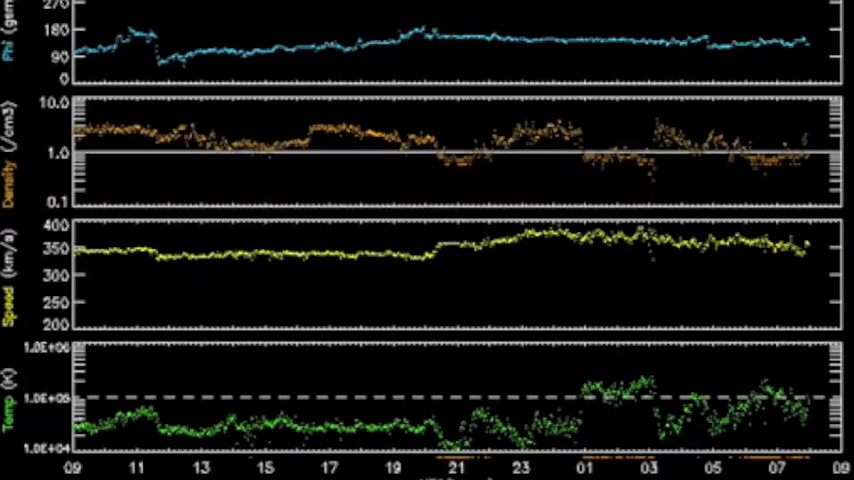 270
180
90
0
Phi (gsm
10.0
1.0
0.1
Density (/cm3)
400
350
300
250
200
Speed (km/s)
1.0E+06
1.0E+05
1.0E+04
Temp (K)
09 11 13 15 17 19 21 23 01 03 05 07 09